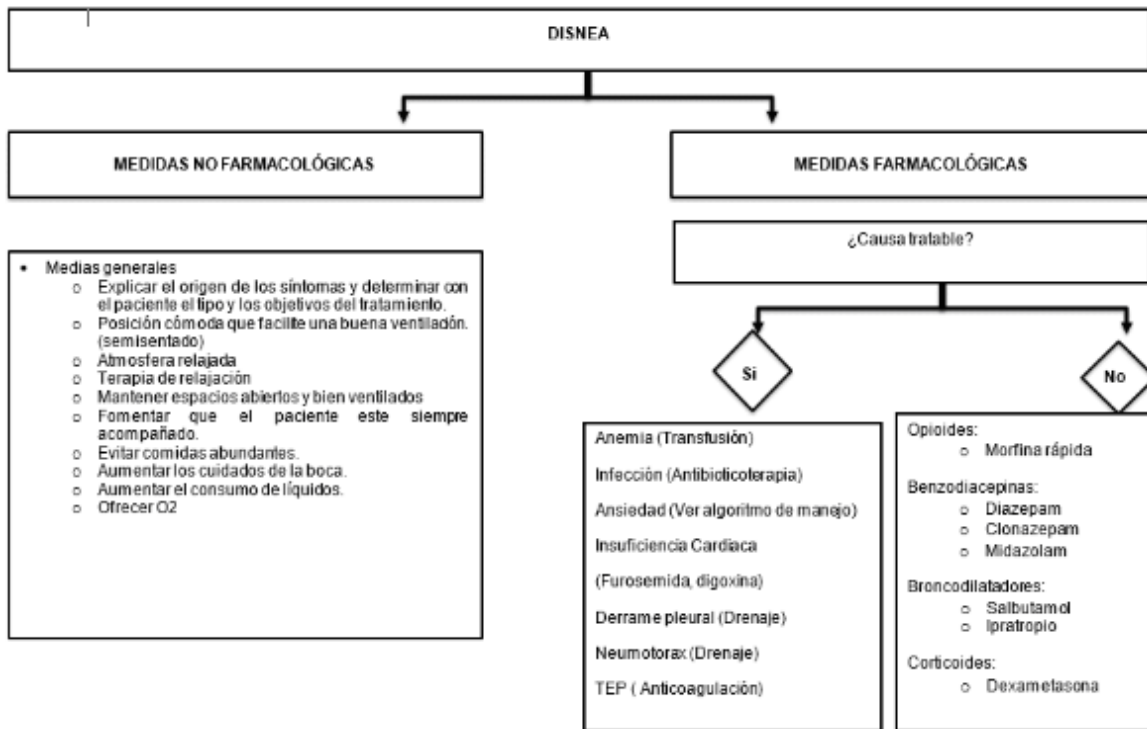 DISNEA
MEDIDAS NO FARMACOLÓGICAS
MEDIDAS FARMACOLÓGICAS
¿Causa tratable?
• Medias generales
o Explicar el origen de los síntomas y determinar con
el paciente el tipo y los objetivos del tratamiento.
o Posición cómoda que facilite una buena ventilación.
(semisentado)
o Atmosfera relajada
o Terapia de relajación
o Mantener espacios abiertos y bien ventilados
o Fomentar que el paciente este siempre
acompañado.
o Evitar comidas abundantes.
o Aumentar los cuidados de la boca.
o Aumentar el consumo de líquidos.
o Ofrecer O2
Si
No
Anemia (Transfusión)
Infección (Antibioticoterapia)
Ansiedad (Ver algoritmo de manejo)
Insuficiencia Cardiaca
(Furosemida, digoxina)
Derrame pleural (Drenaje)
Neumotorax (Drenaje)
TEP ( Anticoagulación)
Opioides:
o Morfina rápida
Benzodiacepinas:
o Diazepam
o Clonazepam
o Midazolam
Broncodilatadores:
o Salbutamol
o Ipratropio
Corticoides:
o Dexametasona